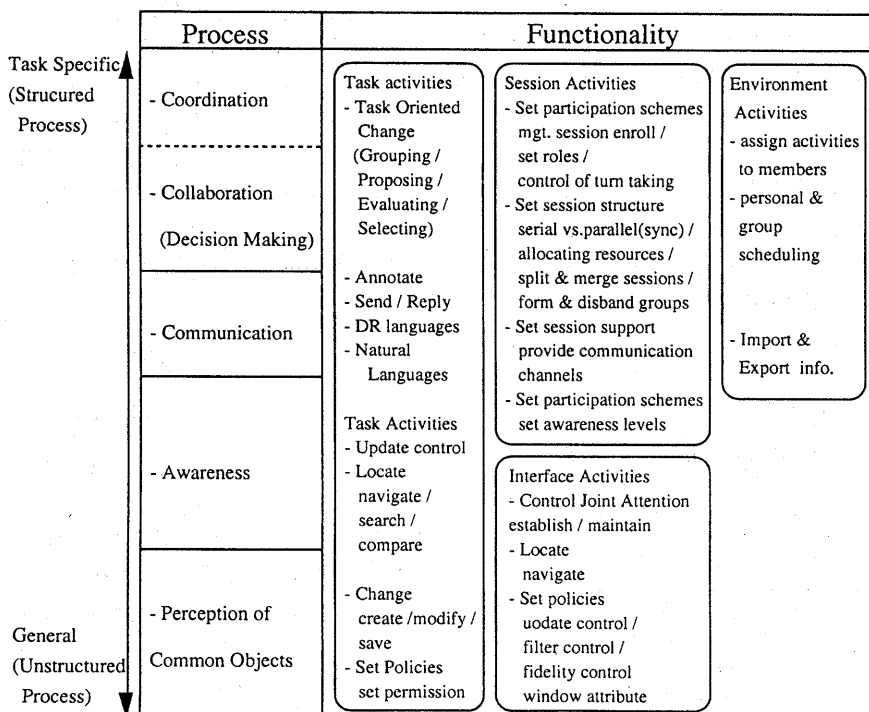 Process
Functionality
Task Specific
(Strucured
Process)
General
(Unstructured
Process)
- Coordination
- Collaboration
(Decision Making)
- Communication
- Awareness
- Perception of
Common Objects
Task activities
- Task Oriented
Change
(Grouping /
Proposing /
Evaluating /
Selecting)
- Annotate
- Send / Reply
- DR languages
- Natural
Languages
Task Activities
- Update control
- Locate
navigate /
search /
compare
- Change
create /modify /
save
- Set Policies
set permission
Session Activities
- Set participation schemes
mgt. session enroll /
set roles /
control of turn taking
- Set session structure
serial vs.parallel(sync) /
allocating resources /
split & merge sessions /
form & disband groups
- Set session support
provide communication
channels
- Set participation schemes
set awareness levels
Interface Activities
- Control Joint Attention
establish / maintain
- Locate
navigate
- Set policies
uodate control /
filter control /
fidelity control
window attribute
Environment
Activities
- assign activities
to members
- personal &
group
scheduling
- Import &
Export info.